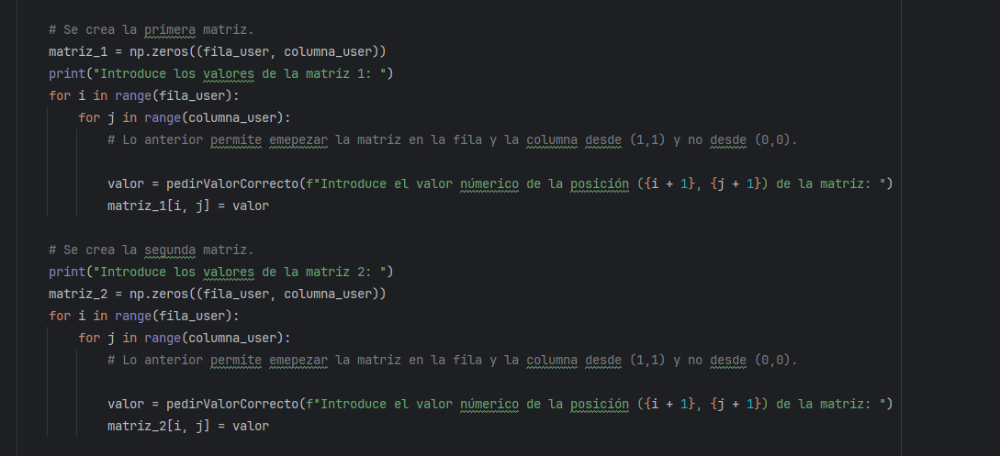 # Se crea la primera matriz.
matriz_1 = np.zeros((fila_user, columna_user))
print("Introduce los valores de la matriz 1: ")
for i in range(fila_user):
    for j in range(columna_user):
        # Lo anterior permite emepezar la matriz en la fila y la columna desde (1,1) y no desde (0,0).
        valor = pedirValorCorrecto(f"Introduce el valor númerico de la posición ({i + 1}, {j + 1}) de la matriz: ")
        matriz_1[i, j] = valor
# Se crea la segunda matriz.
print("Introduce los valores de la matriz 2: ")
matriz_2 = np.zeros((fila_user, columna_user))
for i in range(fila_user):
    for j in range(columna_user):
        # Lo anterior permite emepezar la matriz en la fila y la columna desde (1,1) y no desde (0,0).
        valor = pedirValorCorrecto(f"Introduce el valor númerico de la posición ({i + 1}, {j + 1}) de la matriz: ")
        matriz_2[i, j] = valor